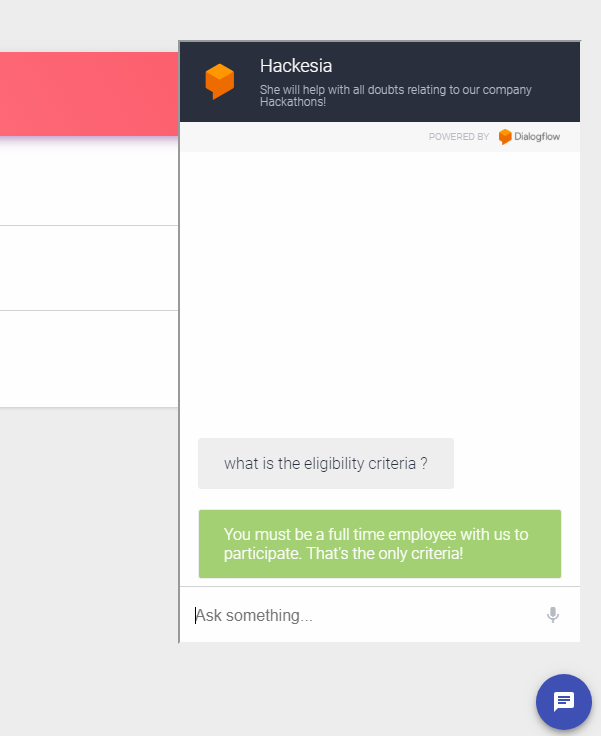 Hackesia
She will help with all doubts relating to our company
Hackathons!
POWERED BY Dialogflow
what is the eligibility criteria ?
You must be a full time employee with us to
participate. That's the only criteria!
Ask something...